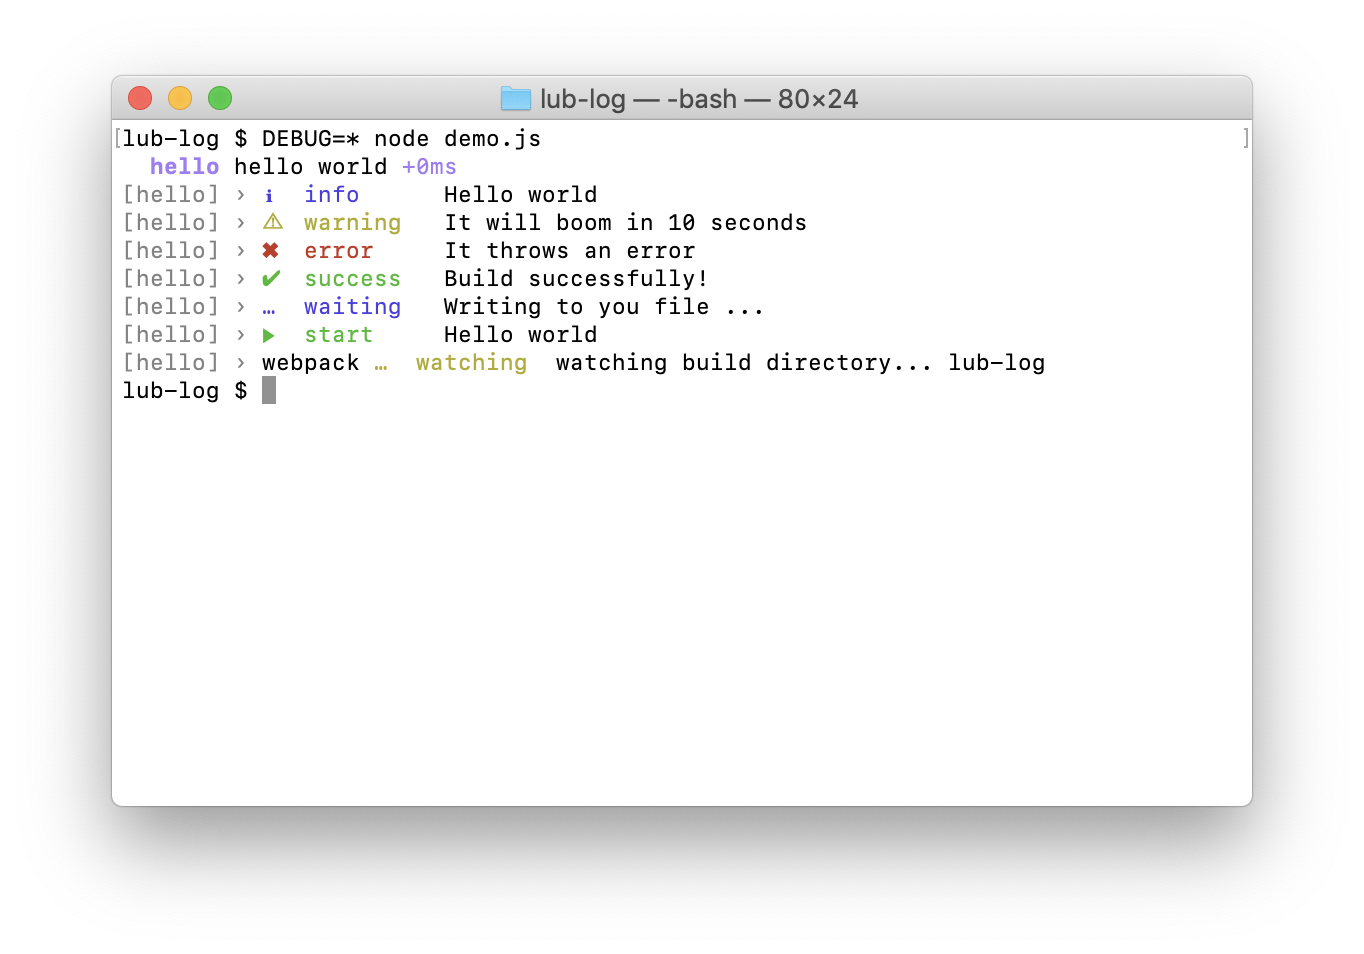 lub-log — -bash — 80×24
[lub-log $ DEBUG=* node demo.js ]
hello hello world +0ms
[hello] › ℹ info Hello world
[hello] › ⚠ warning It will boom in 10 seconds
[hello] › ✖ error It throws an error
[hello] › ✔ success Build successfully!
[hello] › … waiting Writing to you file ...
[hello] › ▶ start Hello world
[hello] › webpack … watching watching build directory... lub-log
lub-log $